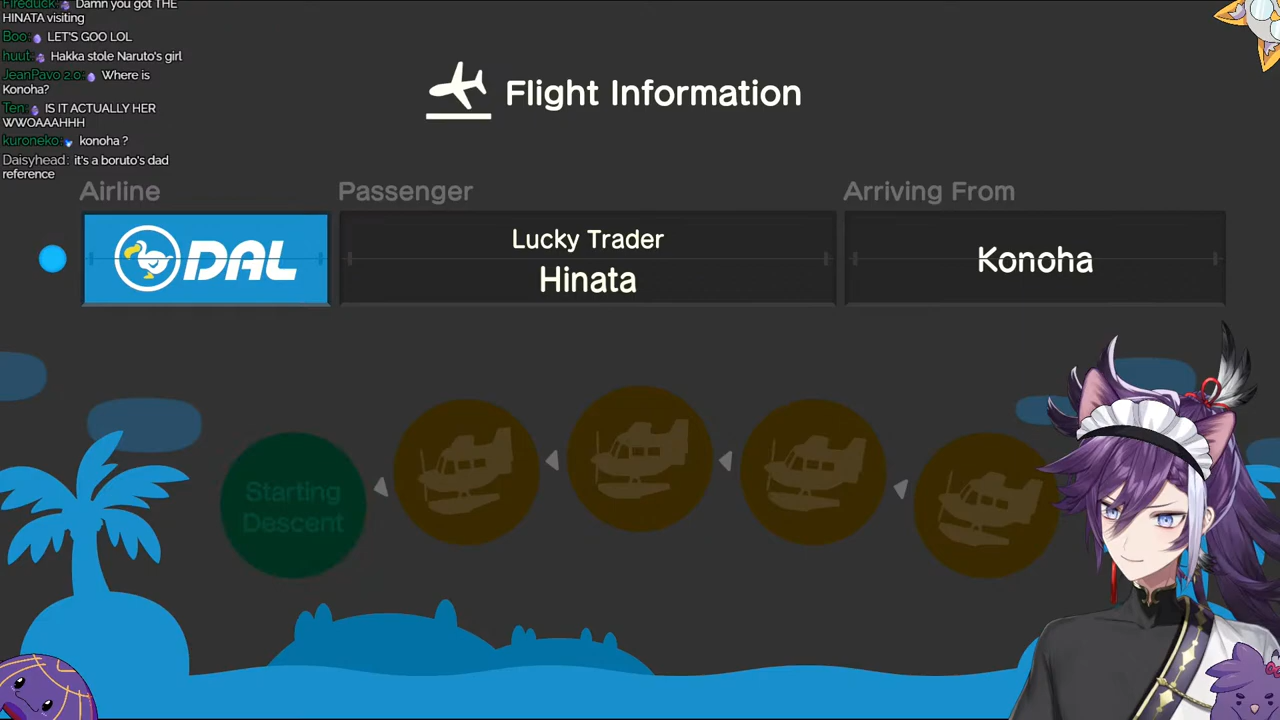 Fireduck: Damn you got THE
HINATA visiting
Boo: LET'S GOO LOL
huut: Hakka stole Naruto's girl
JeanPavo 2.0: Where is
Konoha?
Ten: IS IT ACTUALLY HER
WWOAAAHHH
kuroneko: konoha ?
Daisyhead: it's a boruto's dad
reference
Flight Information
Airline
Passenger
Arriving From
DAL
Lucky Trader
Hinata
Konoha
Starting
Descent